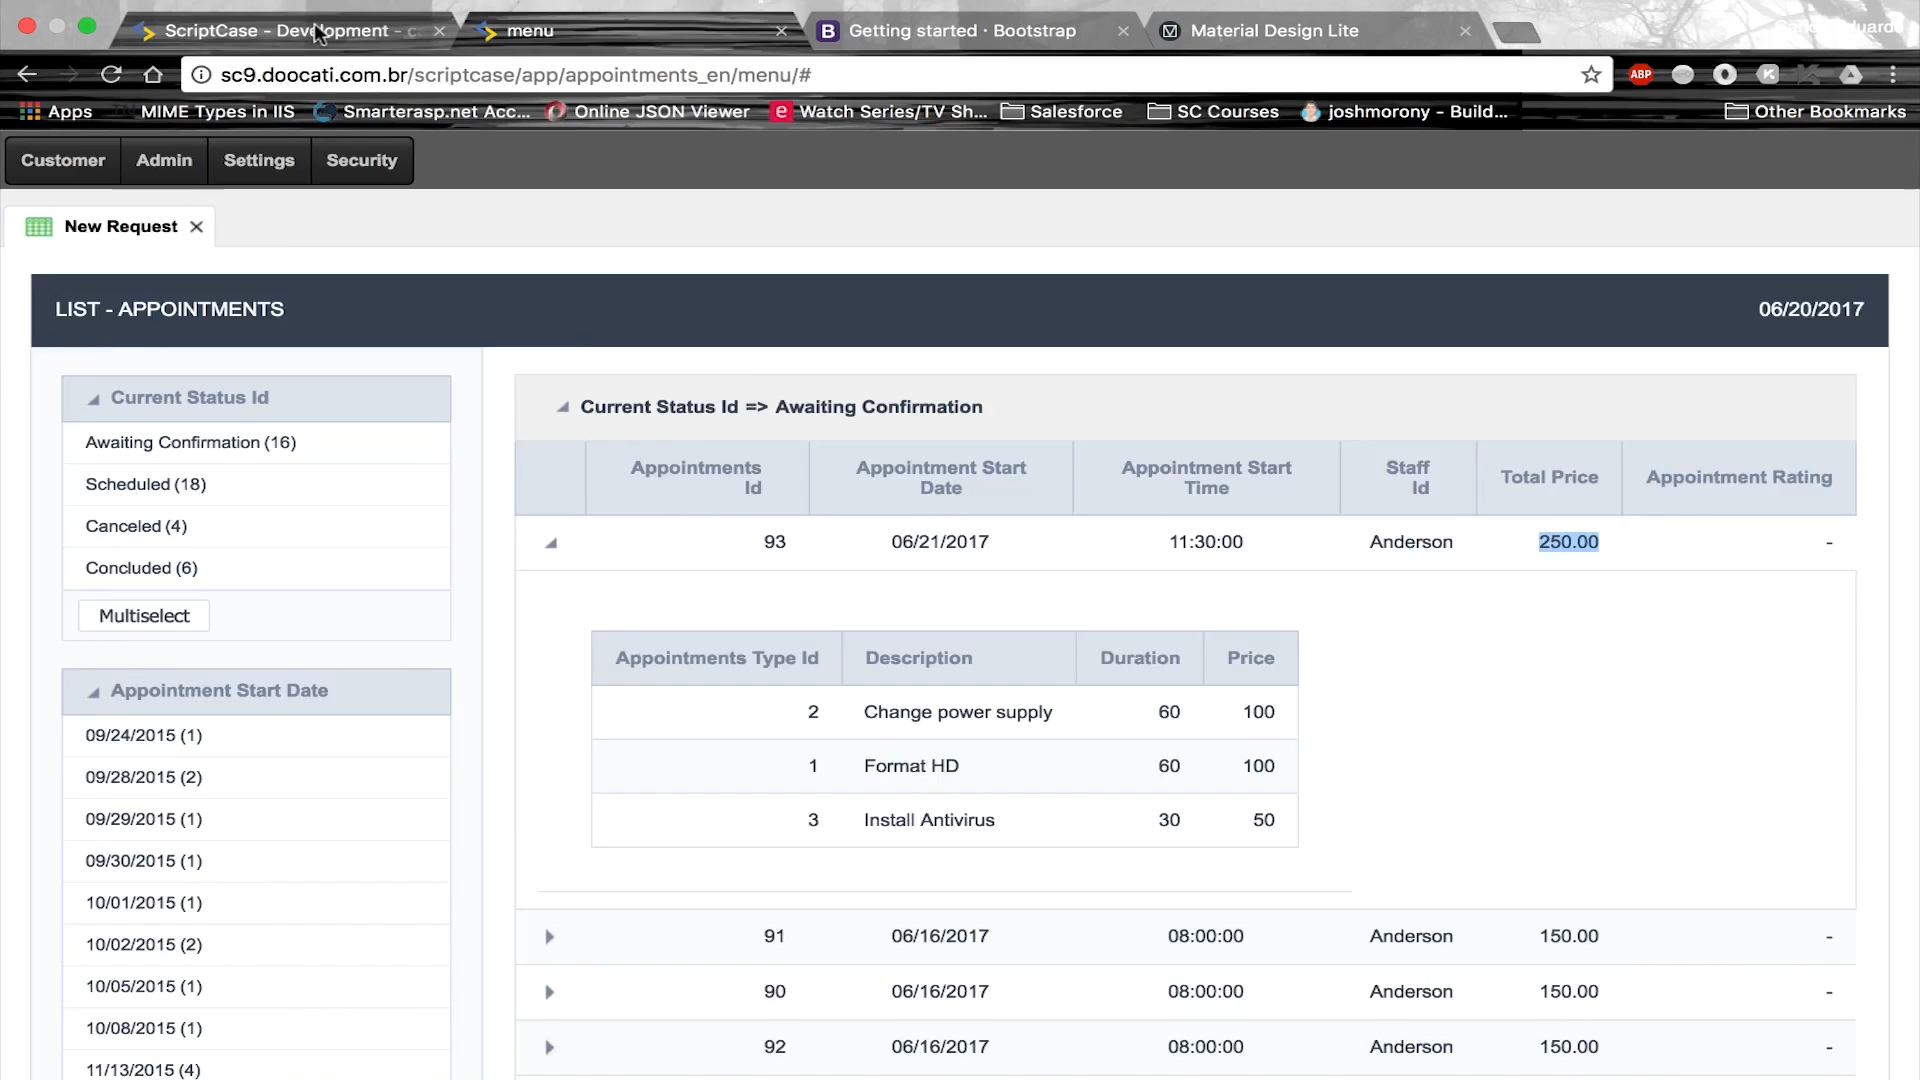 ScriptCase - Development - c
menu
Getting started · Bootstrap
Material Design Lite
sc9.doocati.com.br/scriptcase/app/appointments_en/menu/#
ABP
Apps
MIME Types in IIS
Smarterasp.net Acc...
Online JSON Viewer
Watch Series/TV Sh...
Salesforce
SC Courses
joshmorony - Build...
Other Bookmarks
Customer
Admin
Settings
Security
New Request
LIST - APPOINTMENTS
06/20/2017
Current Status Id
Awaiting Confirmation (16)
Scheduled (18)
Canceled (4)
Concluded (6)
Multiselect
Appointment Start Date
09/24/2015 (1)
09/28/2015 (2)
09/29/2015 (1)
09/30/2015 (1)
10/01/2015 (1)
10/02/2015 (2)
10/05/2015 (1)
10/08/2015 (1)
11/13/2015 (4)
Current Status Id => Awaiting Confirmation
Appointments Id
Appointment Start Date
Appointment Start Time
Staff Id
Total Price
Appointment Rating
93 06/21/2017 11:30:00 Anderson 250.00 -
Appointments Type Id Description Duration Price
2 Change power supply 60 100
1 Format HD 60 100
3 Install Antivirus 30 50
91 06/16/2017 08:00:00 Anderson 150.00 -
90 06/16/2017 08:00:00 Anderson 150.00 -
92 06/16/2017 08:00:00 Anderson 150.00 -